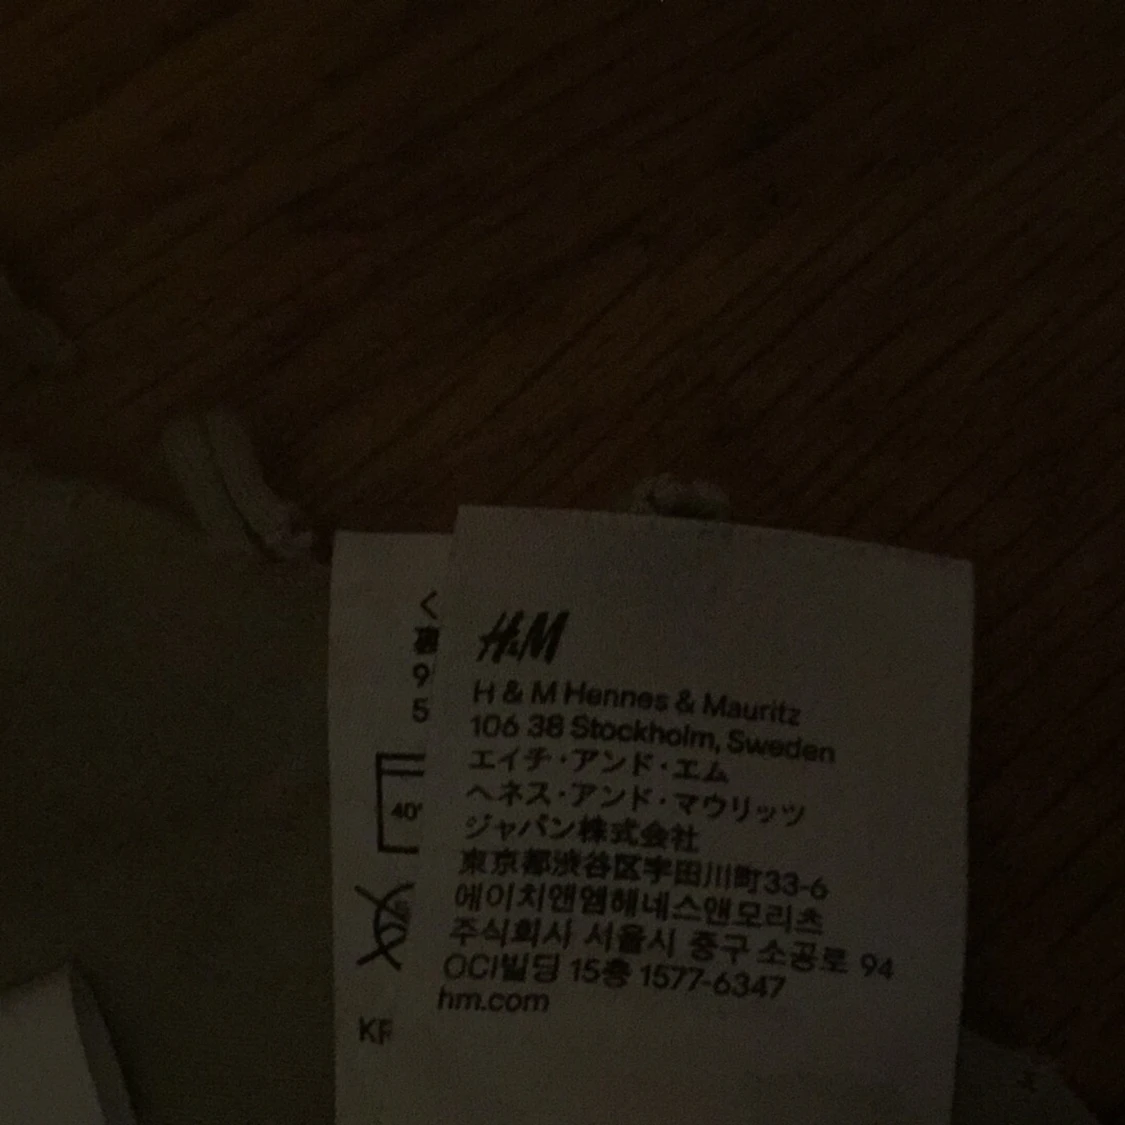 く
裏
9
5
40°
KF
H&M
H & M Hennes & Mauritz
106 38 Stockholm, Sweden
エイチ・アンド・エム
ヘネス・アンド・マウリッツ
ジャパン株式会社
東京都渋谷区宇田川町33-6
에이치앤엠헤네스앤모리츠
주식회사 서울시 중구 소공로 94
OCI빌딩 15층 1577-6347
hm.com